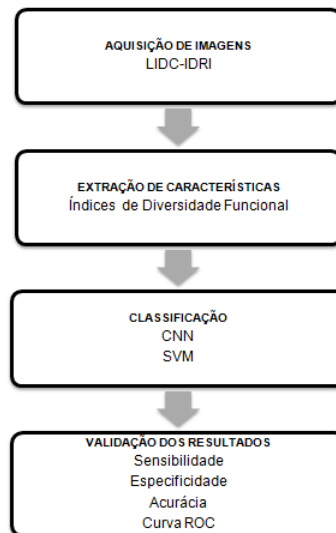 AQUISIÇÃO DE IMAGENS
LIDC-IDRI
EXTRAÇÃO DE CARACTERÍSTICAS
Índices de Diversidade Funcional
CLASSIFICAÇÃO
CNN
SVM
VALIDAÇÃO DOS RESULTADOS
Sensibilidade
Especificidade
Acurácia
Curva ROC